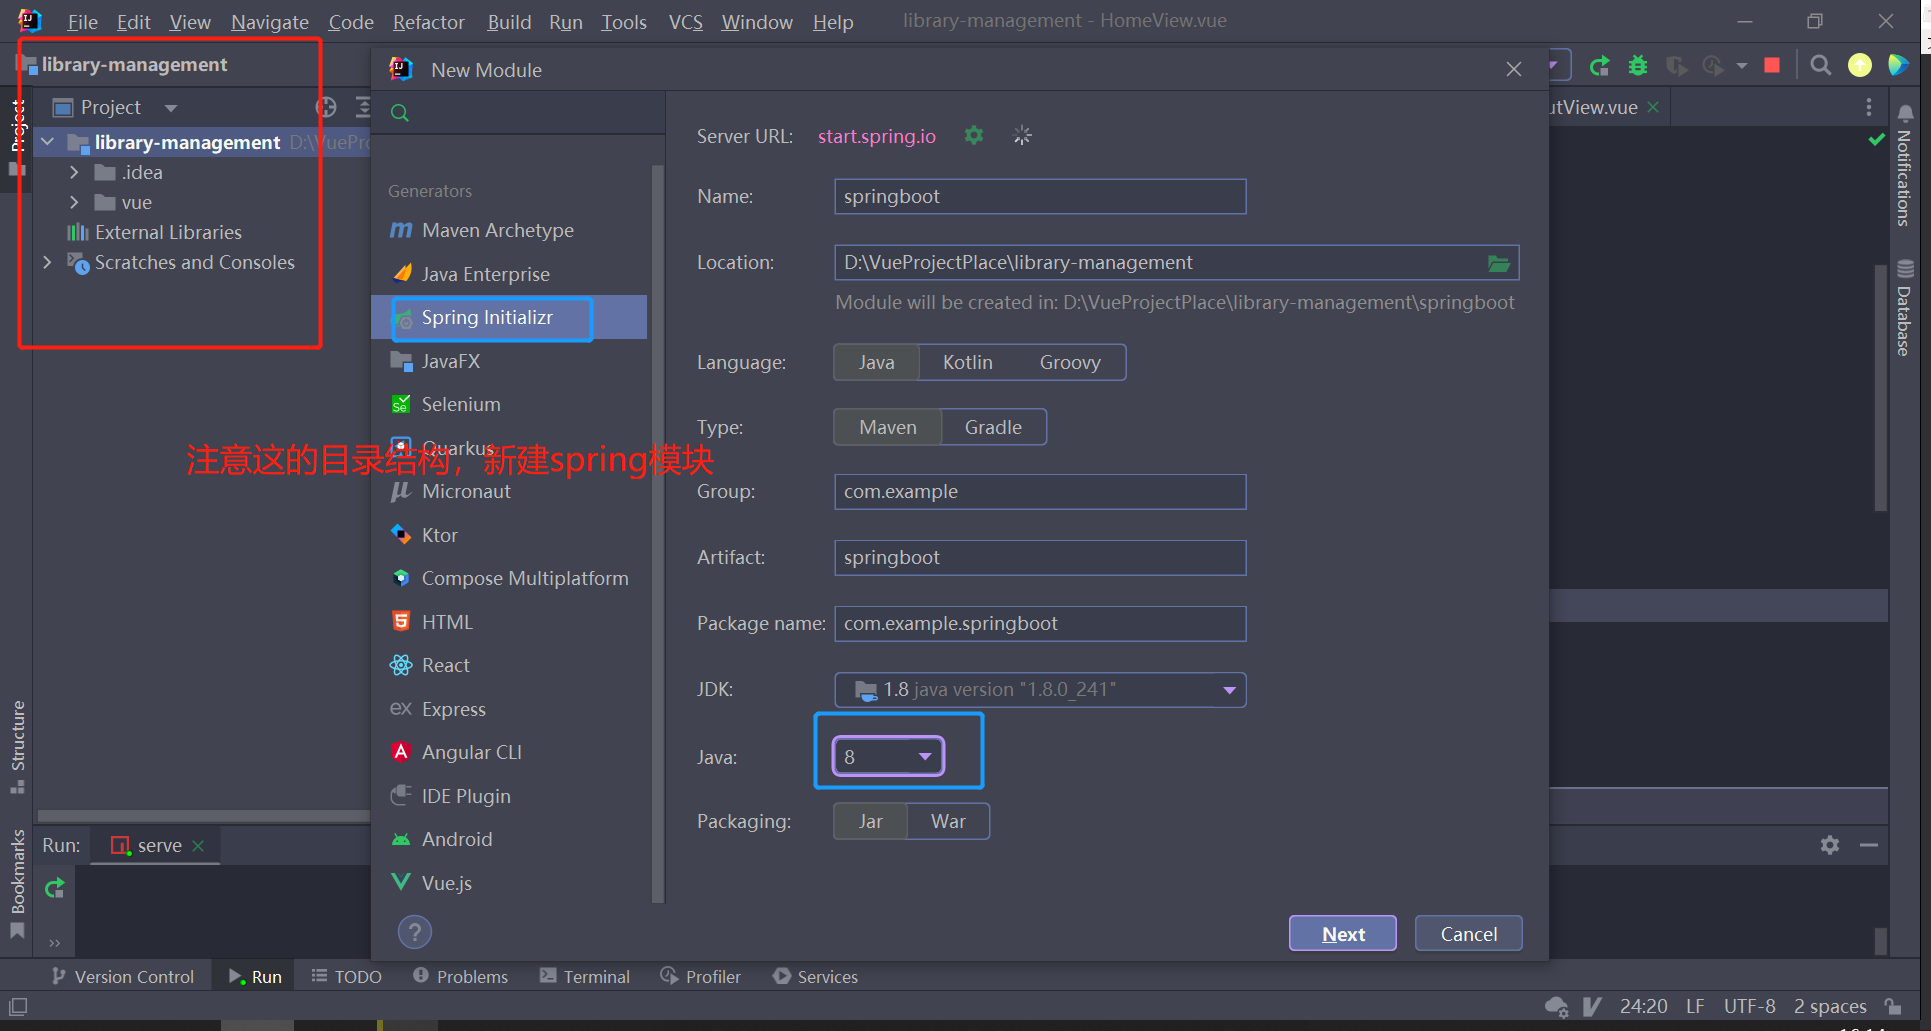 File Edit View Navigate Code Refactor Build Run Tools VCS Window Help library-management - HomeView.vue
library-management
New Module
Project
utView.vue
Project
library-management D:\VuePro
.idea
vue
External Libraries
Scratches and Consoles
Generators
Maven Archetype
Java Enterprise
Spring Initializr
JavaFX
Selenium
Quarkus
注意这的目录结构，新建spring模块
Micronaut
Ktor
Compose Multiplatform
HTML
React
Express
Angular CLI
IDE Plugin
Android
Vue.js
Server URL: start.spring.io
Name: springboot
Location: D:\VueProjectPlace\library-management
Module will be created in: D:\VueProjectPlace\library-management\springboot
Language: Java Kotlin Groovy
Type: Maven Gradle
Group: com.example
Artifact: springboot
Package name: com.example.springboot
JDK: 1.8 java version "1.8.0_241"
Java: 8
Packaging: Jar War
? Next Cancel
Notifications
Database
Structure
Bookmarks
Run: serve
Version Control Run TODO Problems Terminal Profiler Services
24:20 LF UTF-8 2 spaces